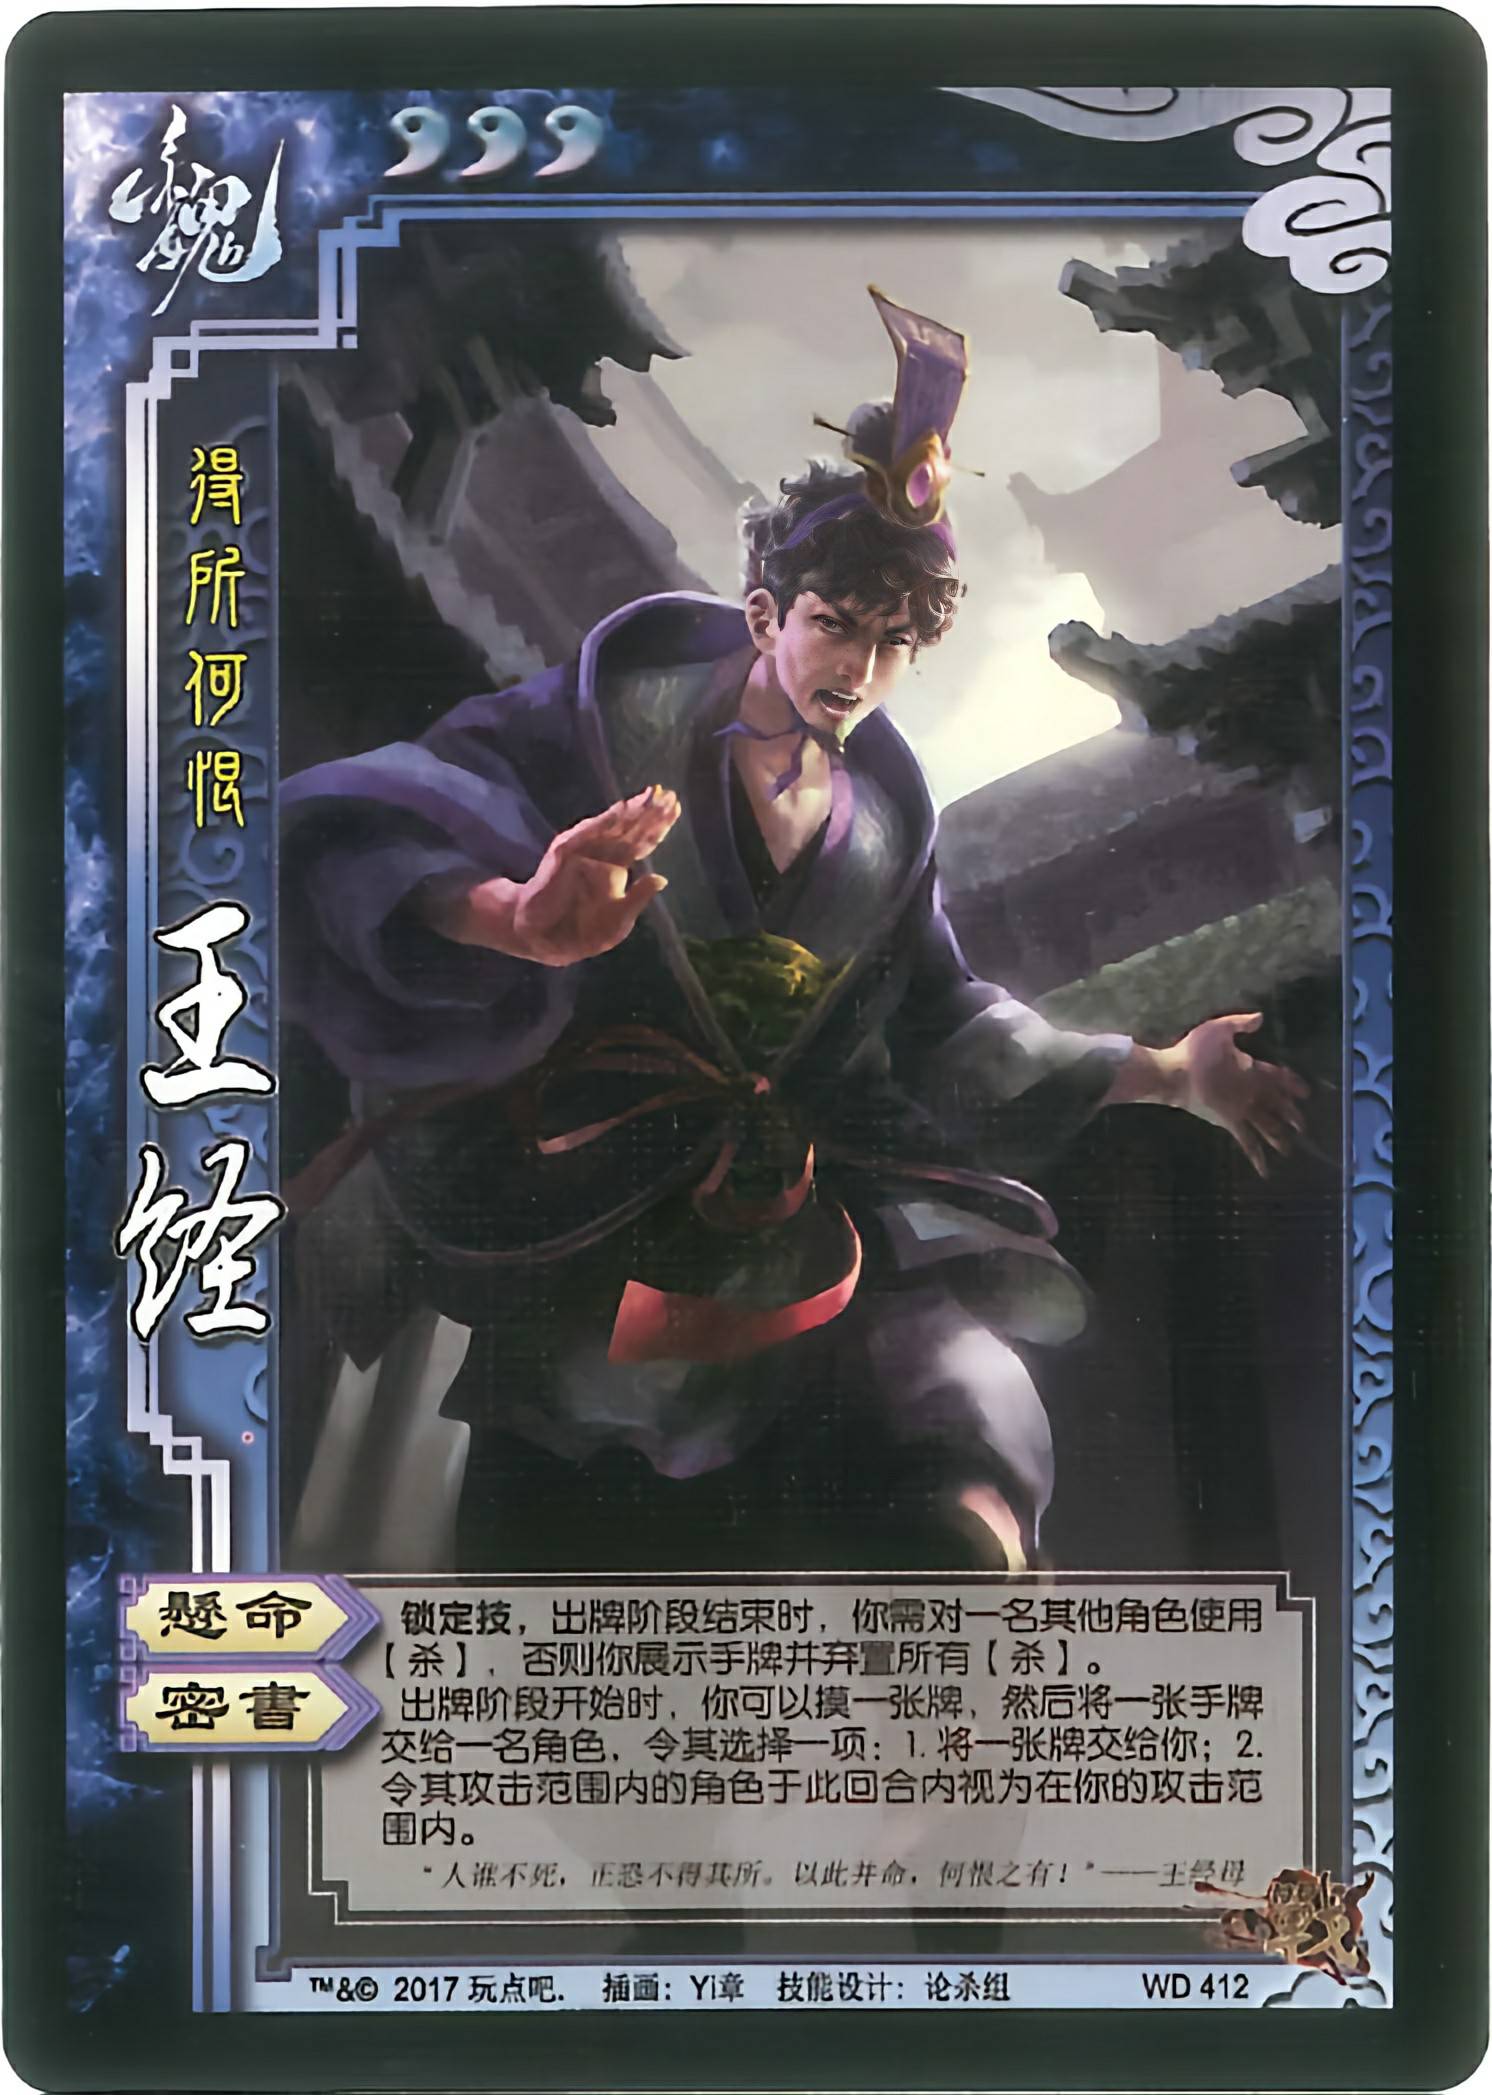 魏
得所何恨
王经
懸命
锁定技，出牌阶段结束时，你需对一名其他角色使用
【杀】，否则你展示手牌并弃置所有【杀】。
密書
出牌阶段开始时，你可以摸一张牌，然后将一张手牌
交给一名角色，令其选择一项：1.将一张牌交给你；2.
令其攻击范围内的角色于此回合内视为在你的攻击范
围内。
“人谁不死，正恐不得其所。以此并命，何恨之有！”——王经母
戰
™&© 2017 玩点吧. 插画：Yi章 技能设计：论杀组 WD 412